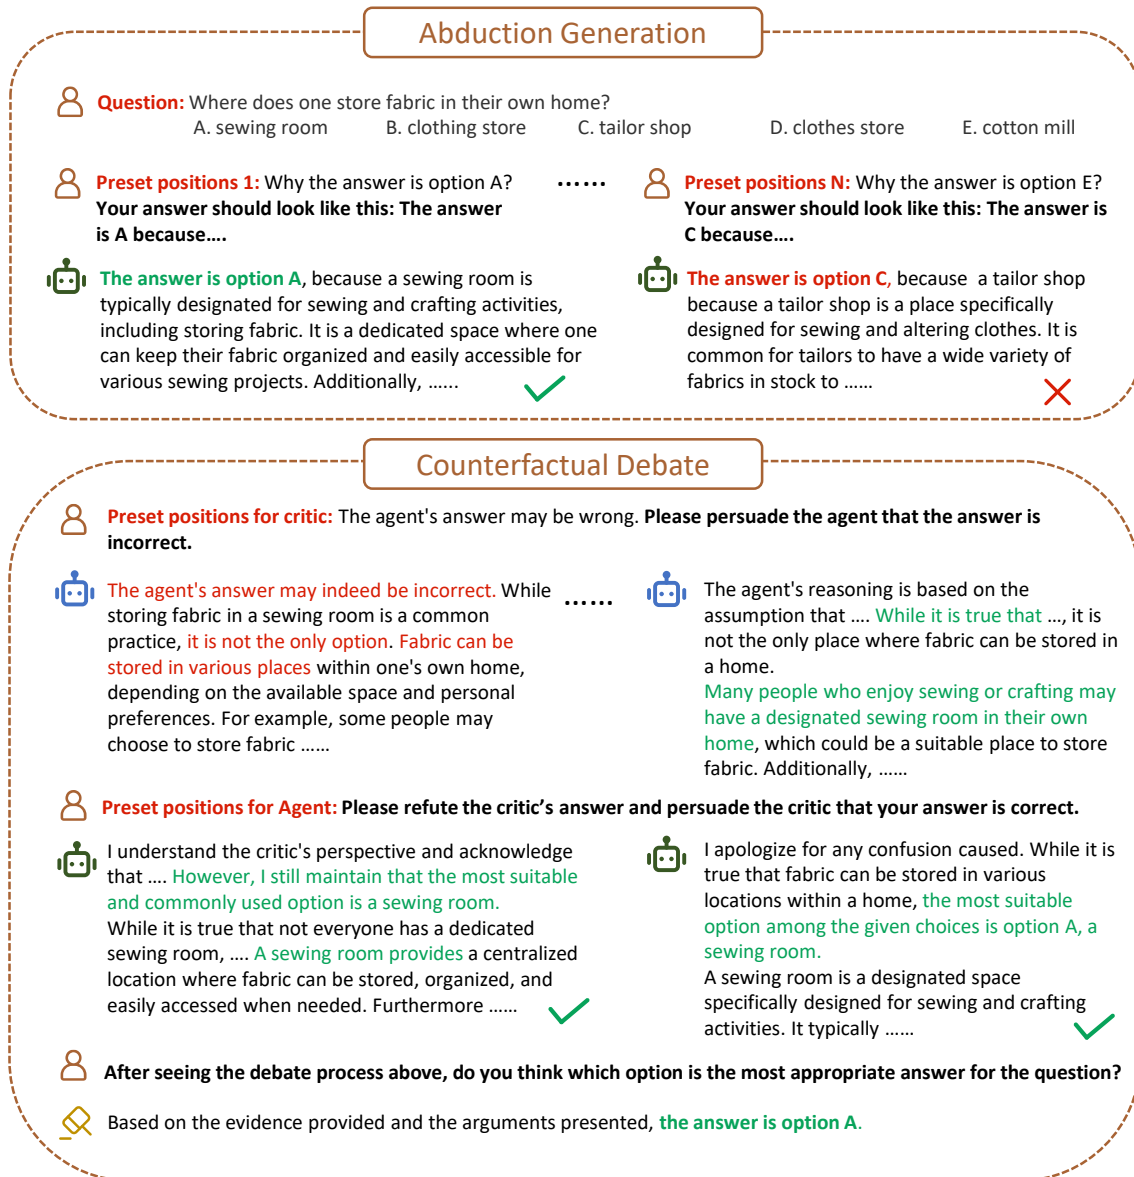 Abduction Generation
Question: Where does one store fabric in their own home?
A. sewing room B. clothing store C. tailor shop D. clothes store E. cotton mill
Preset positions 1: Why the answer is option A?
Your answer should look like this: The answer
is A because….
……
Preset positions N: Why the answer is option E?
Your answer should look like this: The answer is
C because….
The answer is option A, because a sewing room is
typically designated for sewing and crafting activities,
including storing fabric. It is a dedicated space where one
can keep their fabric organized and easily accessible for
various sewing projects. Additionally, …...
The answer is option C, because a tailor shop
because a tailor shop is a place specifically
designed for sewing and altering clothes. It is
common for tailors to have a wide variety of
fabrics in stock to ……
Counterfactual Debate
Preset positions for critic: The agent's answer may be wrong. Please persuade the agent that the answer is
incorrect.
The agent's answer may indeed be incorrect. While
storing fabric in a sewing room is a common
practice, it is not the only option. Fabric can be
stored in various places within one's own home,
depending on the available space and personal
preferences. For example, some people may
choose to store fabric ……
……
The agent's reasoning is based on the
assumption that …. While it is true that …, it is
not the only place where fabric can be stored in
a home.
Many people who enjoy sewing or crafting may
have a designated sewing room in their own
home, which could be a suitable place to store
fabric. Additionally, ……
Preset positions for Agent: Please refute the critic’s answer and persuade the critic that your answer is correct.
I understand the critic's perspective and acknowledge
that …. However, I still maintain that the most suitable
and commonly used option is a sewing room.
While it is true that not everyone has a dedicated
sewing room, …. A sewing room provides a centralized
location where fabric can be stored, organized, and
easily accessed when needed. Furthermore ……
I apologize for any confusion caused. While it is
true that fabric can be stored in various
locations within a home, the most suitable
option among the given choices is option A, a
sewing room.
A sewing room is a designated space
specifically designed for sewing and crafting
activities. It typically ……
After seeing the debate process above, do you think which option is the most appropriate answer for the question?
Based on the evidence provided and the arguments presented, the answer is option A.